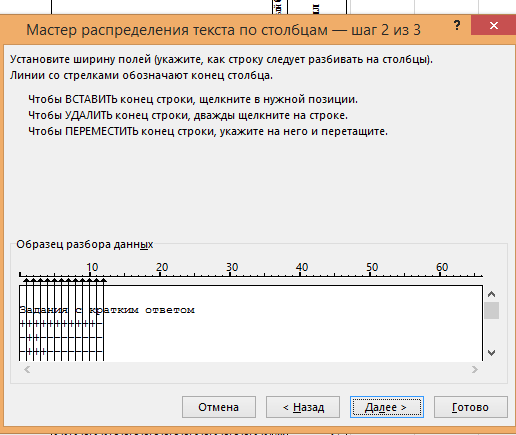 Мастер распределения текста по столбцам — шаг 2 из 3
?
Установите ширину полей (укажите, как строку следует разбивать на столбцы).
Линии со стрелками обозначают конец столбца.
Чтобы ВСТАВИТЬ конец строки, щелкните в нужной позиции.
Чтобы УДАЛИТЬ конец строки, дважды щелкните на строке.
Чтобы ПЕРЕМЕСТИТЬ конец строки, укажите на него и перетащите.
Образец разбора данных
10 20 30 40 50 60
Задания с кратким ответом
Отмена
< Назад
Далее >
Готово